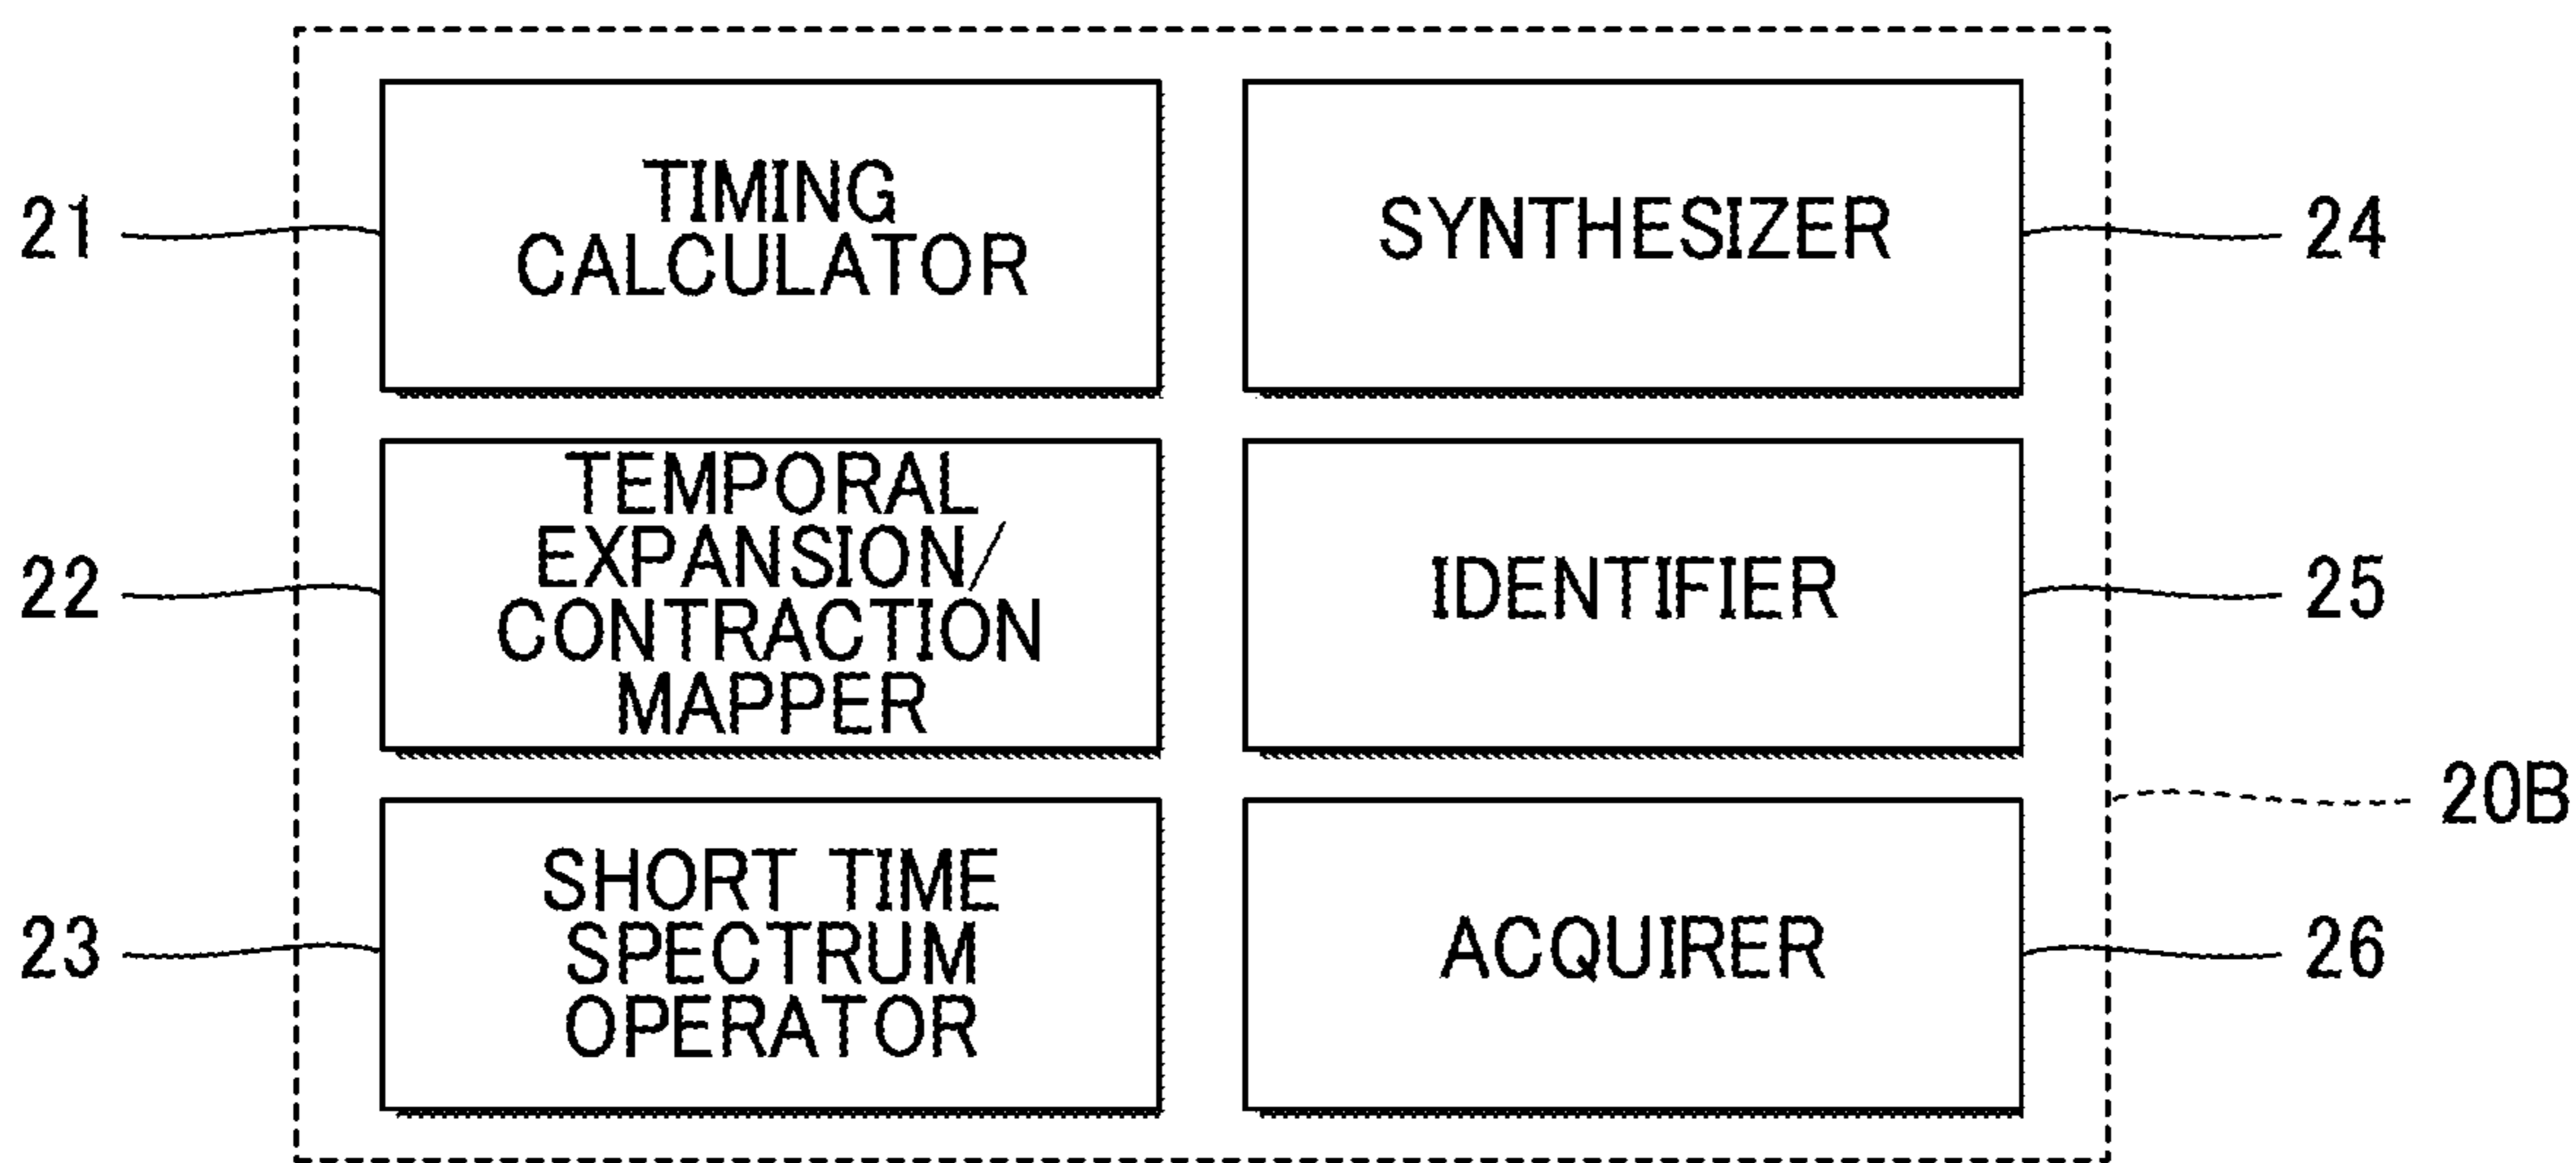 21
TIMING
CALCULATOR
SYNTHESIZER
24
22
TEMPORAL
EXPANSION/
CONTRACTION
MAPPER
IDENTIFIER
25
20B
23
SHORT TIME
SPECTRUM
OPERATOR
ACQUIRER
26